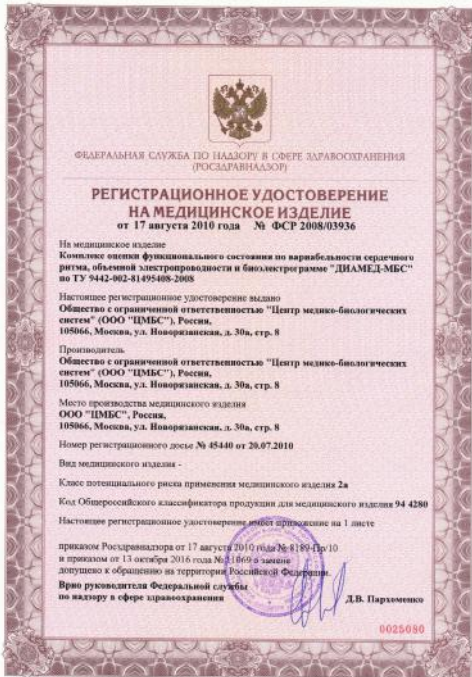 ФЕДЕРАЛЬНАЯ СЛУЖБА ПО НАДЗОРУ В СФЕРЕ ЗДРАВООХРАНЕНИЯ
(РОСЗДРАВНАДЗОР)
РЕГИСТРАЦИОННОЕ УДОСТОВЕРЕНИЕ
НА МЕДИЦИНСКОЕ ИЗДЕЛИЕ
от 17 августа 2010 года № ФСР 2008/03936
На медицинское изделие
Комплекс оценки функционального состояния по вариабельности сердечного
ритма, объемной электропроводности и биоэлектрограмме "ДИАМЕД-МБС"
по ТУ 9442-002-81495408-2008
Настоящее регистрационное удостоверение выдано
Общество с ограниченной ответственностью "Центр медико-биологических
систем" (ООО "ЦМБС"), Россия,
105066, Москва, ул. Новорязанская, д. 30а, стр. 8
Производитель
Общество с ограниченной ответственностью "Центр медико-биологических
систем" (ООО "ЦМБС"), Россия,
105066, Москва, ул. Новорязанская, д. 30а, стр. 8
Место производства медицинского изделия
ООО "ЦМБС", Россия,
105066, Москва, ул. Новорязанская, д. 30а, стр. 8
Номер регистрационного досье № 45440 от 20.07.2010
Вид медицинского изделия -
Класс потенциального риска применения медицинского изделия 2а
Код Общероссийского классификатора продукции для медицинского изделия 94 4280
Настоящее регистрационное удостоверение имеет приложение на 1 листе
приказом Росздравнадзора от 17 августа 2010 года № 8189-Пр/10
и приказом от 13 октября 2016 года № 11069 о замене
допущено к обращению на территории Российской Федерации.
Врио руководителя Федеральной службы
по надзору в сфере здравоохранения
Д.В. Пархоменко
0025080